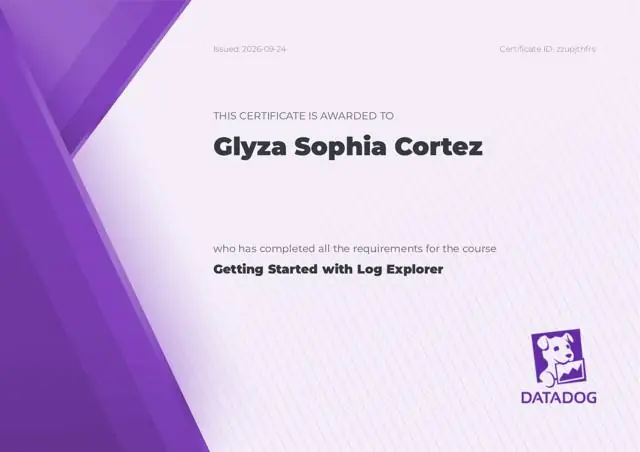 Issued: 2026-09-24
Certificate ID: zzupjthfrs
THIS CERTIFICATE IS AWARDED TO
Glyza Sophia Cortez
who has completed all the requirements for the course
Getting Started with Log Explorer
DATADOG